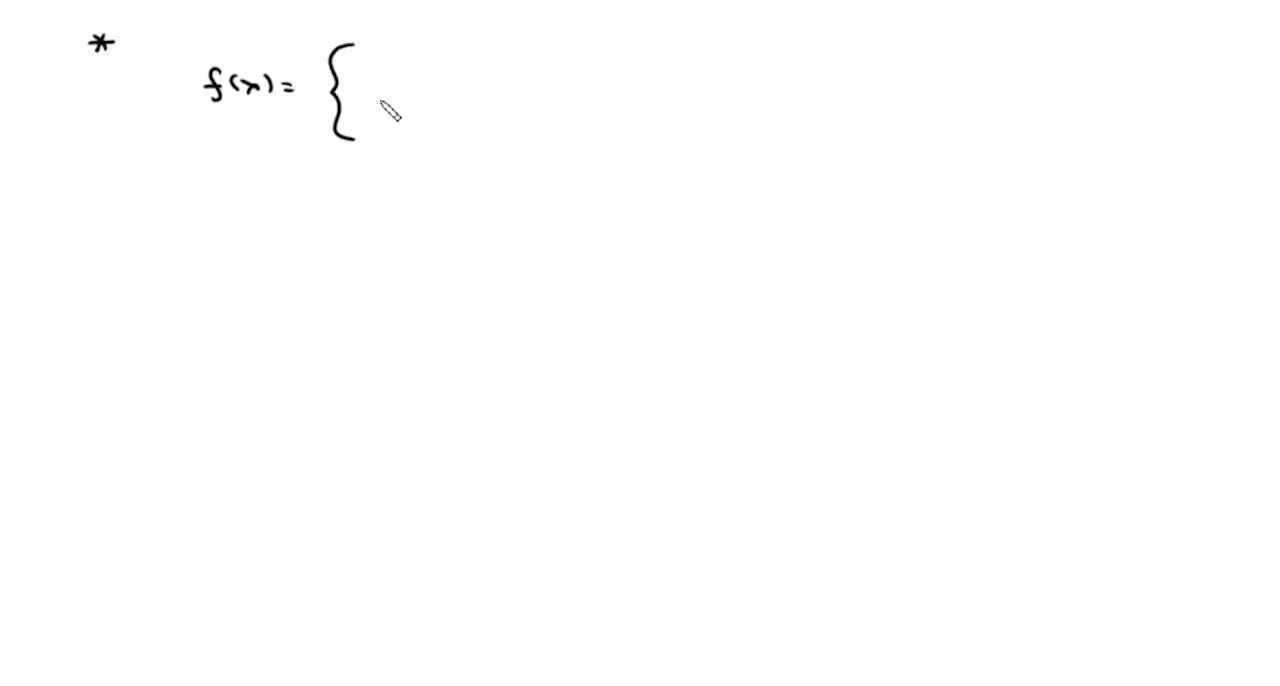 *
f(x) = {